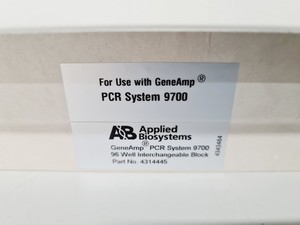 For Use with GeneAmp®
PCR System 9700
AB Applied
Biosystems
GeneAmp® PCR System 9700
96 Well Interchangeable Block
Part No. 4314445
4343464